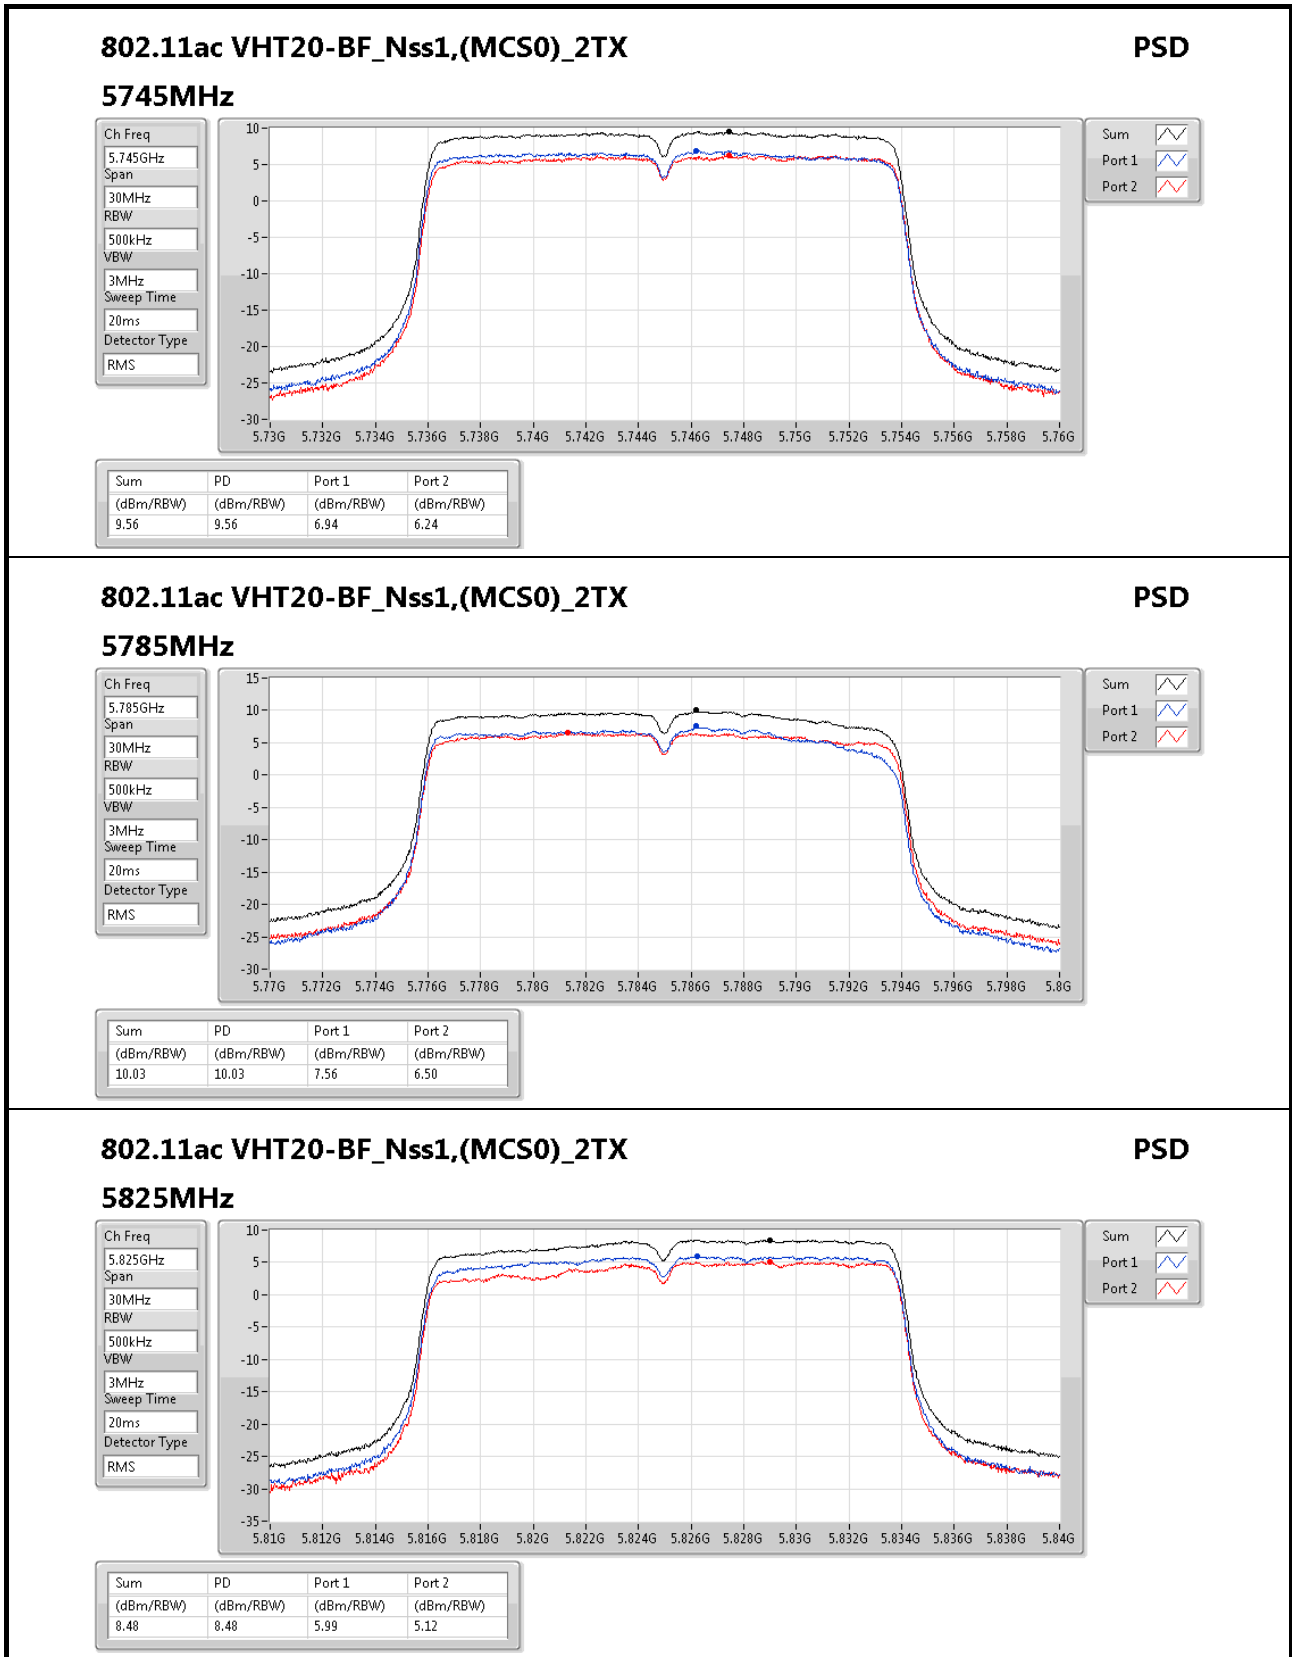 802.11ac VHT20-BF_Nss1,(MCS0)_2TX PSD
5745MHz
Ch Freq
5.745GHz
Span
30MHz
RBW
500kHz
VBW
3MHz
Sweep Time
20ms
Detector Type
RMS
10
5
0
-5
-10
-15
-20
-25
-30
5.73G 5.732G 5.734G 5.736G 5.738G 5.74G 5.742G 5.744G 5.746G 5.748G 5.75G 5.752G 5.754G 5.756G 5.758G 5.76G
Sum
Port 1
Port 2
Sum PD Port 1 Port 2
(dBm/RBW) (dBm/RBW) (dBm/RBW) (dBm/RBW)
9.56 9.56 6.94 6.24
802.11ac VHT20-BF_Nss1,(MCS0)_2TX PSD
5785MHz
Ch Freq
5.785GHz
Span
30MHz
RBW
500kHz
VBW
3MHz
Sweep Time
20ms
Detector Type
RMS
15
10
5
0
-5
-10
-15
-20
-25
-30
5.77G 5.772G 5.774G 5.776G 5.778G 5.78G 5.782G 5.784G 5.786G 5.788G 5.79G 5.792G 5.794G 5.796G 5.798G 5.8G
Sum
Port 1
Port 2
Sum PD Port 1 Port 2
(dBm/RBW) (dBm/RBW) (dBm/RBW) (dBm/RBW)
10.03 10.03 7.56 6.50
802.11ac VHT20-BF_Nss1,(MCS0)_2TX PSD
5825MHz
Ch Freq
5.825GHz
Span
30MHz
RBW
500kHz
VBW
3MHz
Sweep Time
20ms
Detector Type
RMS
10
5
0
-5
-10
-15
-20
-25
-30
-35
5.81G 5.812G 5.814G 5.816G 5.818G 5.82G 5.822G 5.824G 5.826G 5.828G 5.83G 5.832G 5.834G 5.836G 5.838G 5.84G
Sum
Port 1
Port 2
Sum PD Port 1 Port 2
(dBm/RBW) (dBm/RBW) (dBm/RBW) (dBm/RBW)
8.48 8.48 5.99 5.12